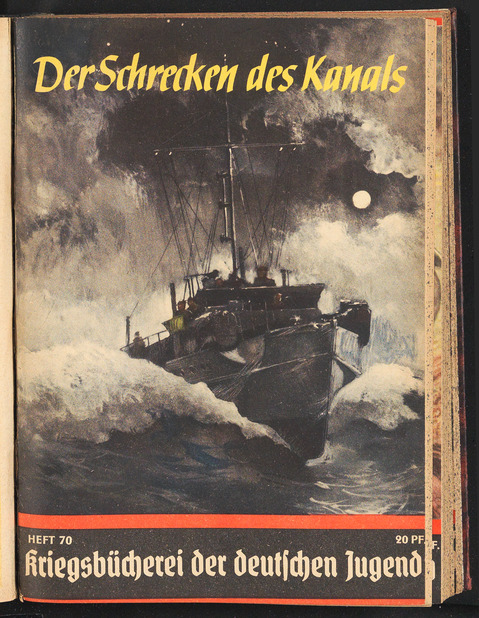 Der Schrecken des Kanals
HEFT 70
20 PF.
F.
Kriegsbücherei der deutschen Jugend